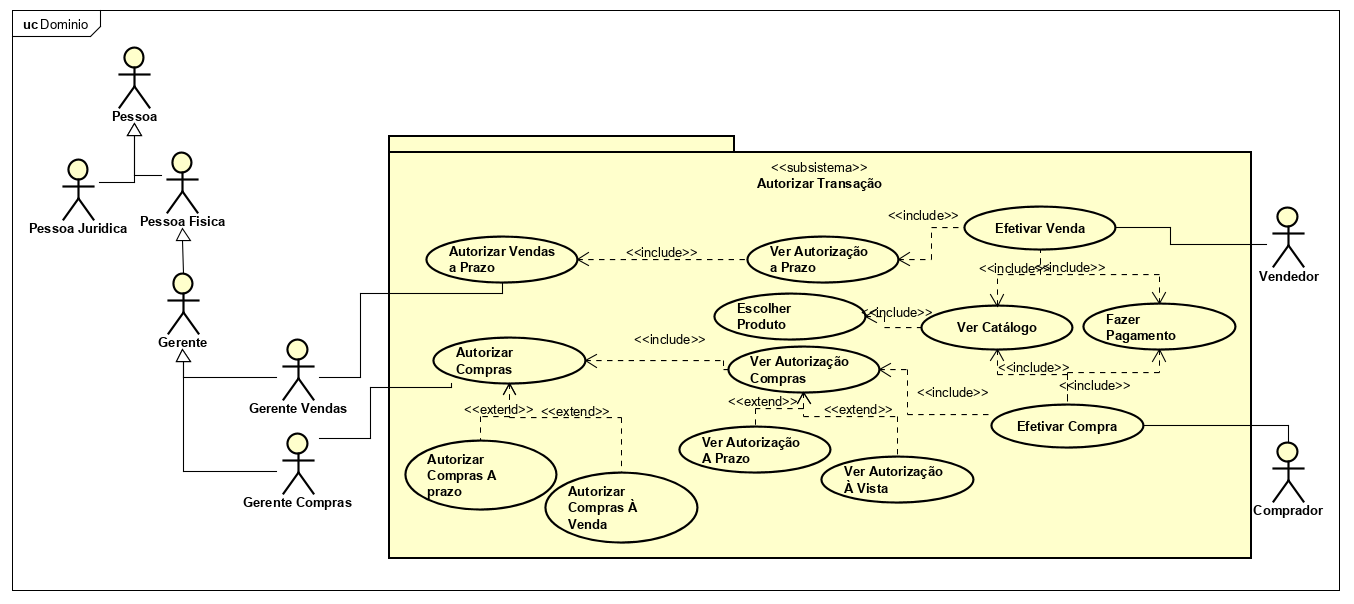 uc Dominio
Pessoa
Pessoa Juridica
Pessoa Fisica
Gerente
Gerente Vendas
Gerente Compras
<<subsistema>>
Autorizar Transação
Autorizar Vendas
a Prazo
<<include>>
Ver Autorização
a Prazo
<<include>>
Efetivar Venda
Vendedor
<<include>>
<<include>>
Escolher
Produto
<<include>>
Ver Catálogo
Fazer
Pagamento
Autorizar
Compras
<<include>>
Ver Autorização
Compras
<<include>>
<<include>>
<<include>>
Efetivar Compra
Comprador
<<extend>>
<<extend>>
<<extend>>
<<extend>>
Autorizar
Compras A
prazo
Autorizar
Compras À
Venda
Ver Autorização
A Prazo
Ver Autorização
À Vista